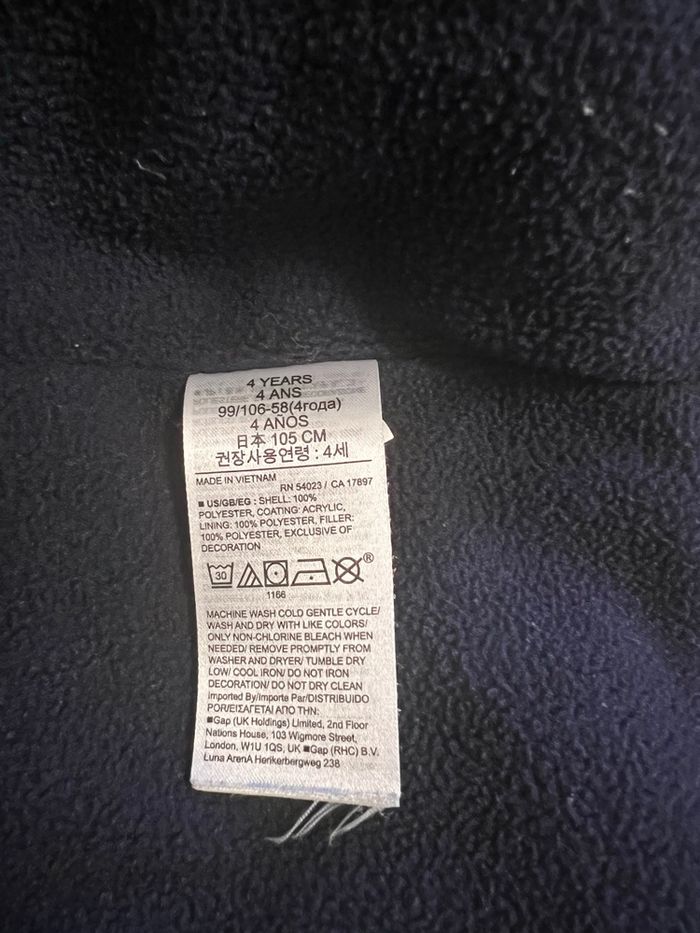 4 YEARS
4 ANS
99/106-58(4года)
4 AÑOS
日本 105 CM
권장사용연령 : 4세
MADE IN VIETNAM
RN 54023 / CA 17897
■ US/GB/EG : SHELL: 100%
POLYESTER, COATING: ACRYLIC,
LINING: 100% POLYESTER, FILLER:
100% POLYESTER, EXCLUSIVE OF
DECORATION
30
®
1166
MACHINE WASH COLD GENTLE CYCLE/
WASH AND DRY WITH LIKE COLORS/
ONLY NON-CHLORINE BLEACH WHEN
NEEDED/ REMOVE PROMPTLY FROM
WASHER AND DRYER/ TUMBLE DRY
LOW/ COOL IRON/ DO NOT IRON
DECORATION/ DO NOT DRY CLEAN
Imported By/Importe Par/DISTRIBUIDO
POR/ΕΙΣΑΓΕΤΑΙ ΑΠΟ ΤΗΝ:
■Gap (UK Holdings) Limited, 2nd Floor
Nations House, 103 Wigmore Street,
London, W1U 1QS, UK ■Gap (RHC) B.V.
Luna ArenA Herikerbergweg 238